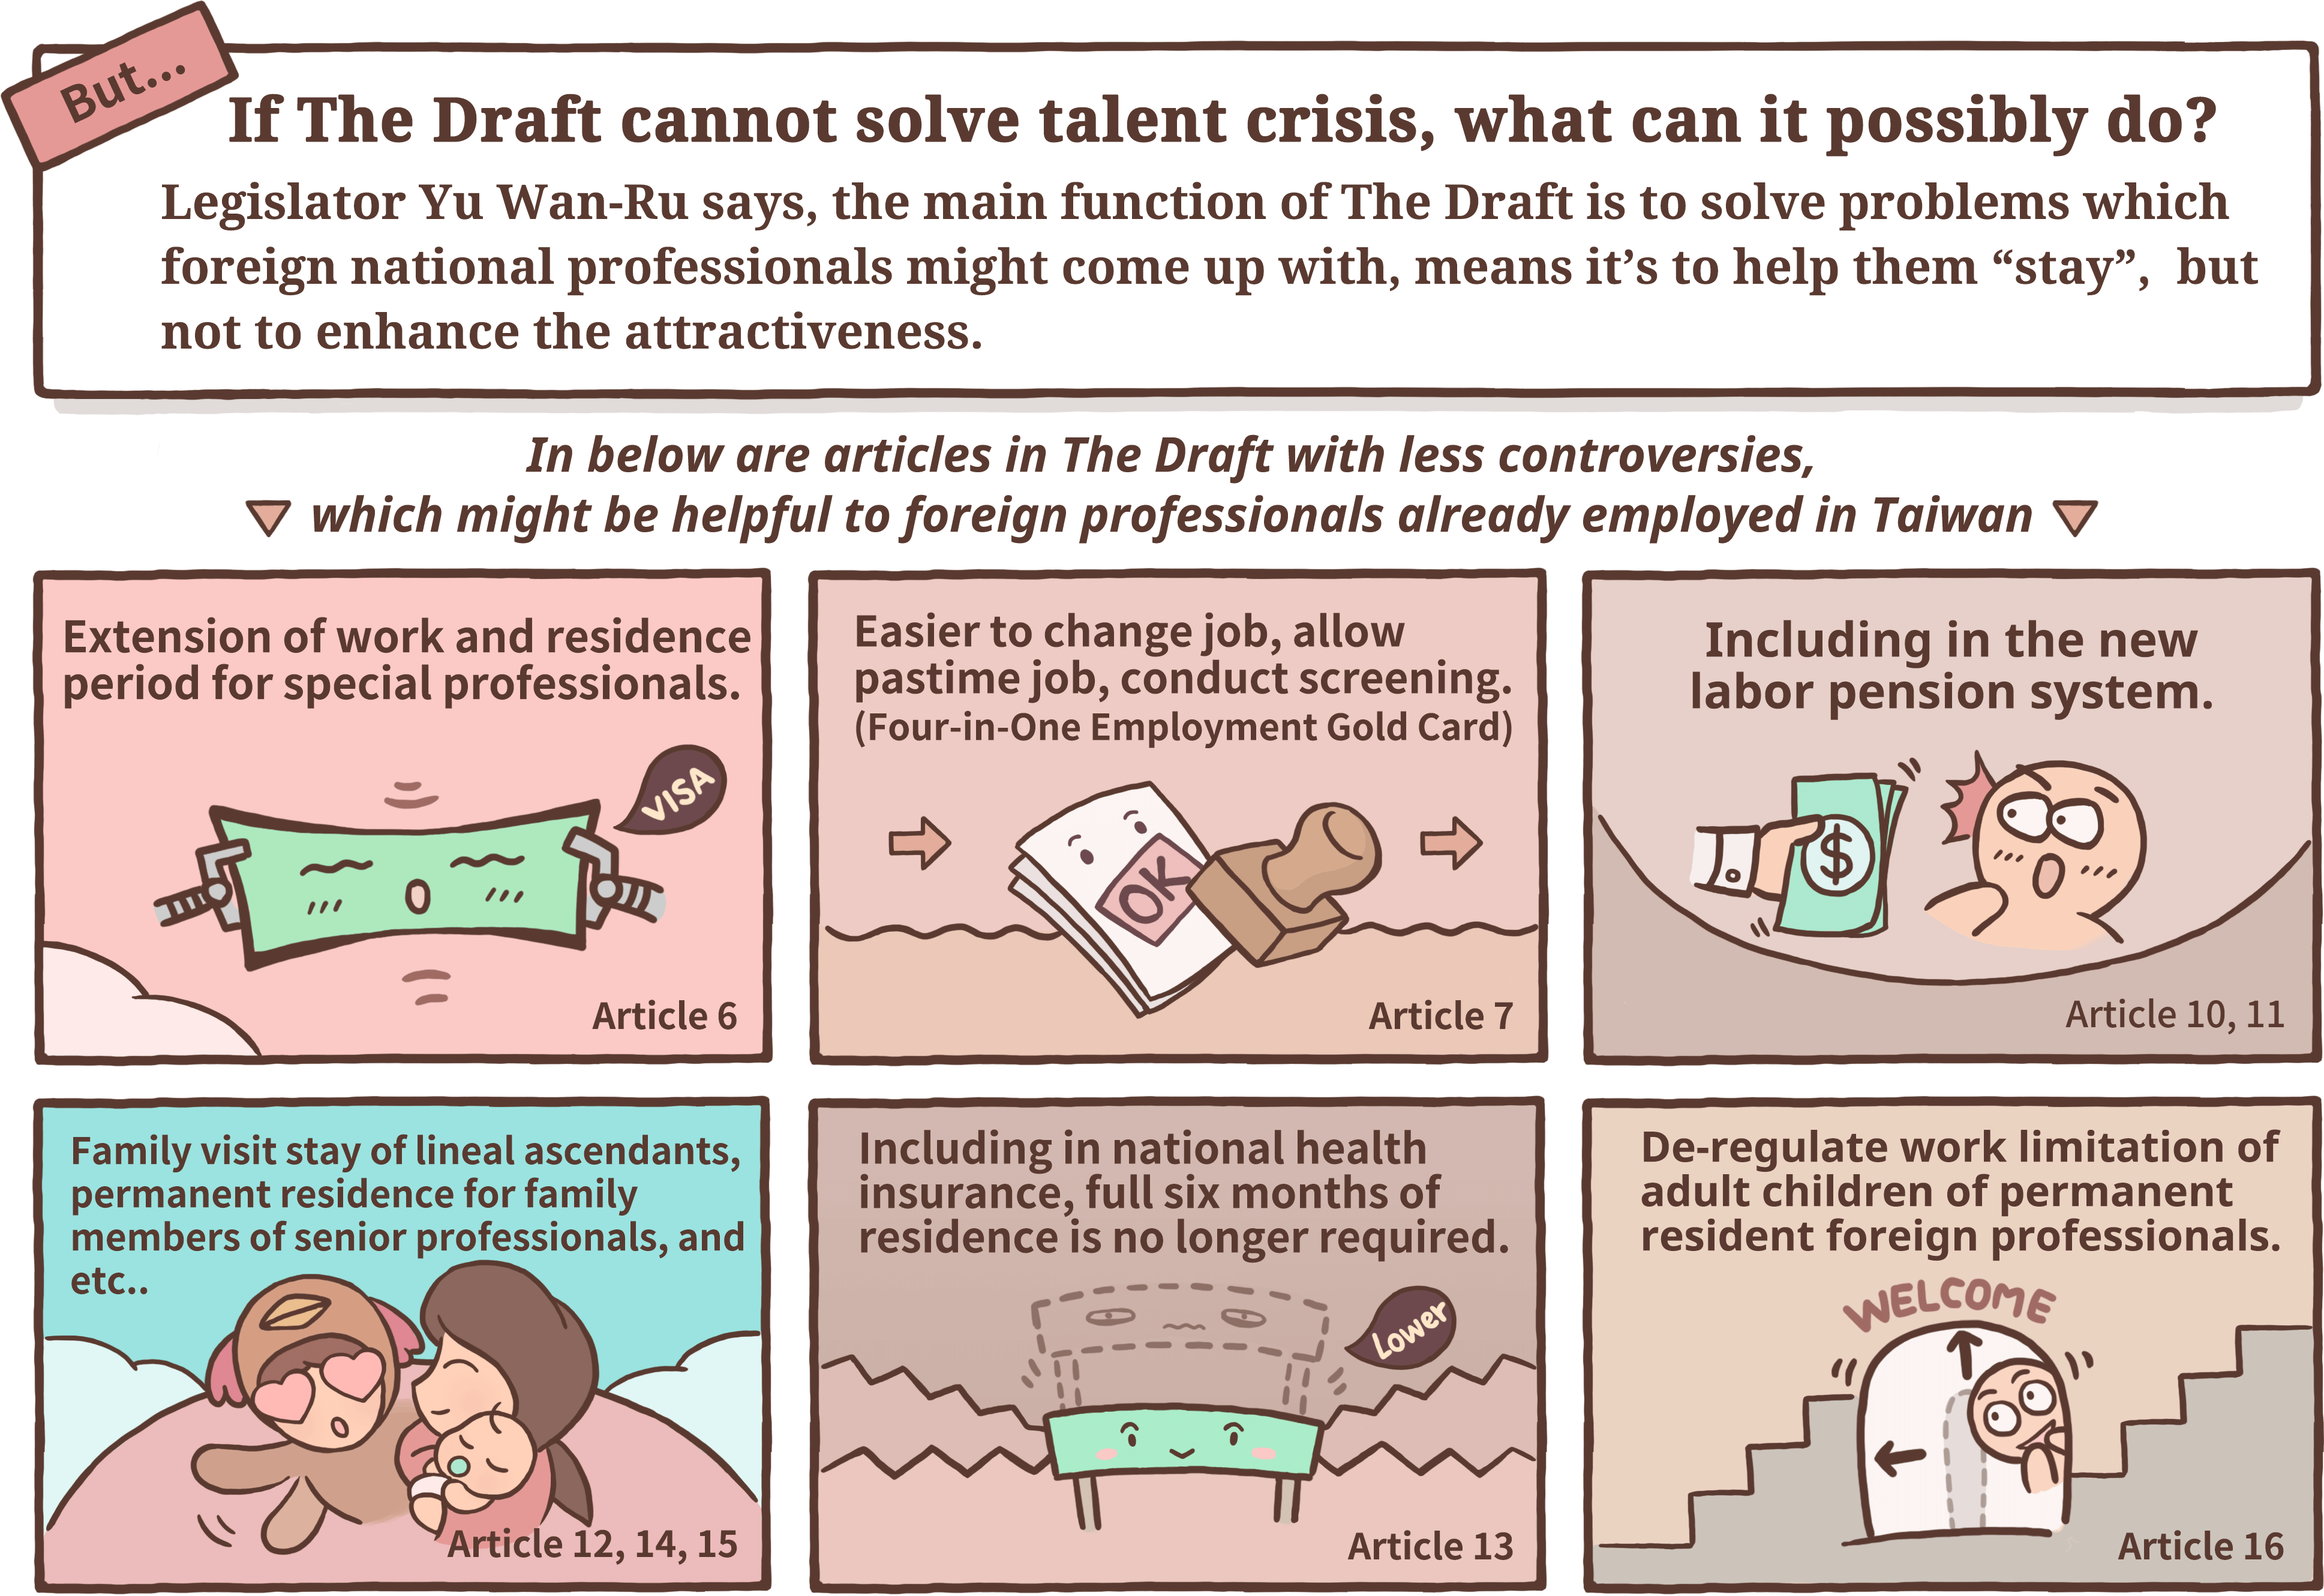 But...
If The Draft cannot solve talent crisis, what can it possibly do?
Legislator Yu Wan-Ru says, the main function of The Draft is to solve problems which
foreign national professionals might come up with, means it’s to help them “stay”, but
not to enhance the attractiveness.
In below are articles in The Draft with less controversies,
which might be helpful to foreign professionals already employed in Taiwan
Extension of work and residence
period for special professionals.
VISA
Article 6
Easier to change job, allow
pastime job, conduct screening.
(Four-in-One Employment Gold Card)
OK
Article 7
Including in the new
labor pension system.
$
Article 10, 11
Family visit stay of lineal ascendants,
permanent residence for family
members of senior professionals, and
etc..
Article 12, 14, 15
Including in national health
insurance, full six months of
residence is no longer required.
Lower
Article 13
De-regulate work limitation of
adult children of permanent
resident foreign professionals.
WELCOME
Article 16